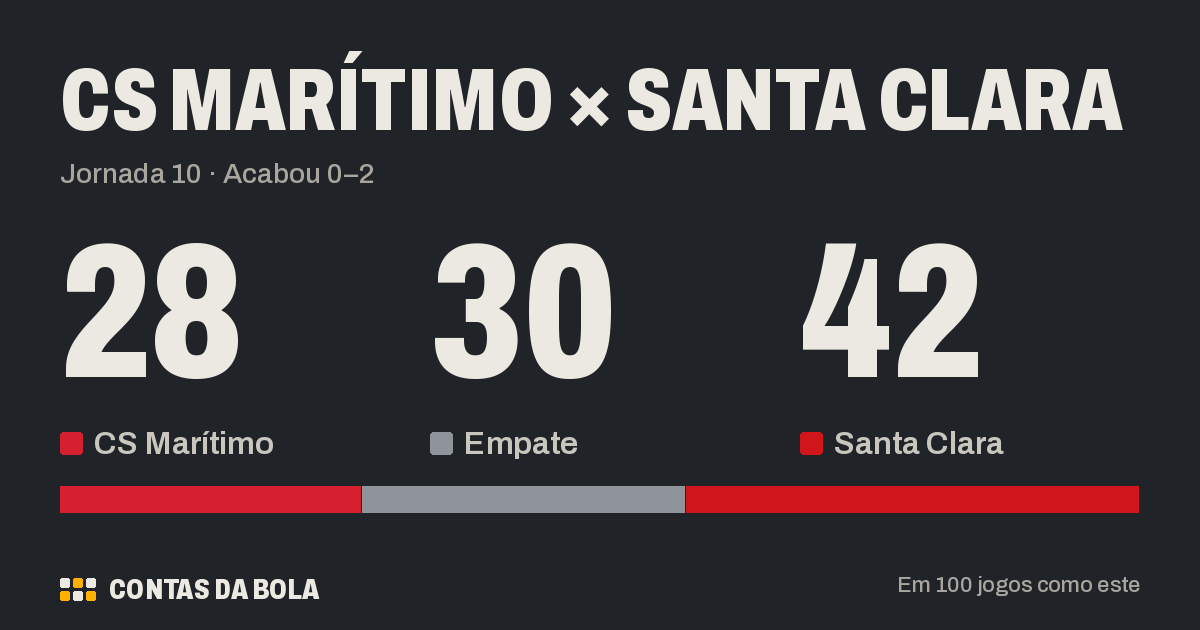 CS MARÍTIMO × SANTA CLARA
Jornada 10 · Acabou 0–2
28 30 42
CS Marítimo Empate Santa Clara
CONTAS DA BOLA
Em 100 jogos como este